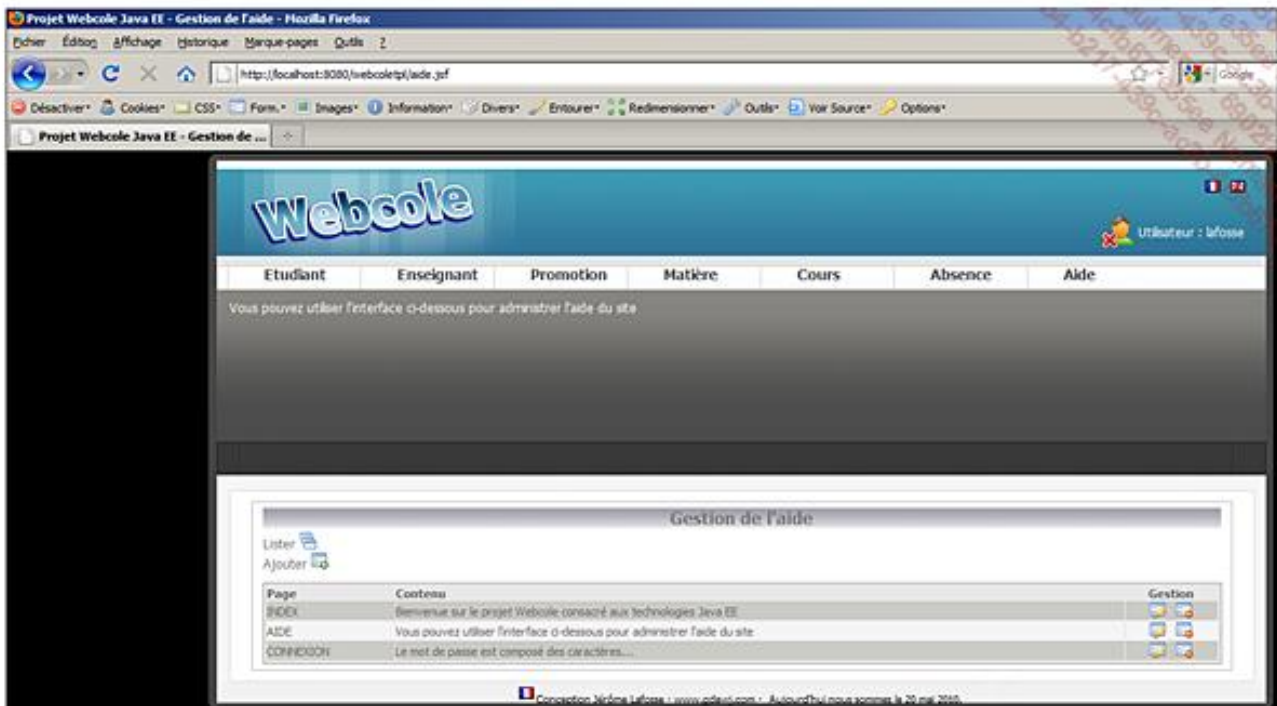 Projet Webcole Java EE - Gestion de l'aide - Mozilla Firefox
Fichier Édition Affichage Historique Marque-pages Outils ?
http://localhost:8080/webcoletpl/aide.jsf
Google
Désactiver Cookies CSS Form. Images Information Divers Entourer Redimensionner Outils Voir Source Options
Projet Webcole Java EE - Gestion de ...
Webcole
Utilisateur : lafosse
Etudiant Enseignant Promotion Matière Cours Absence Aide
Vous pouvez utiliser l'interface ci-dessous pour administrer l'aide du site
Gestion de l'aide
Lister
Ajouter
Page Contenu Gestion
INDEX Bienvenue sur le projet Webcole consacré aux technologies Java EE
AIDE Vous pouvez utiliser l'interface ci-dessous pour administrer l'aide du site
CONNEXION Le mot de passe est composé des caractères....
Conception Jérôme Lafosse : www.gdawj.com - Aujourd'hui nous sommes le 20 mai 2010.